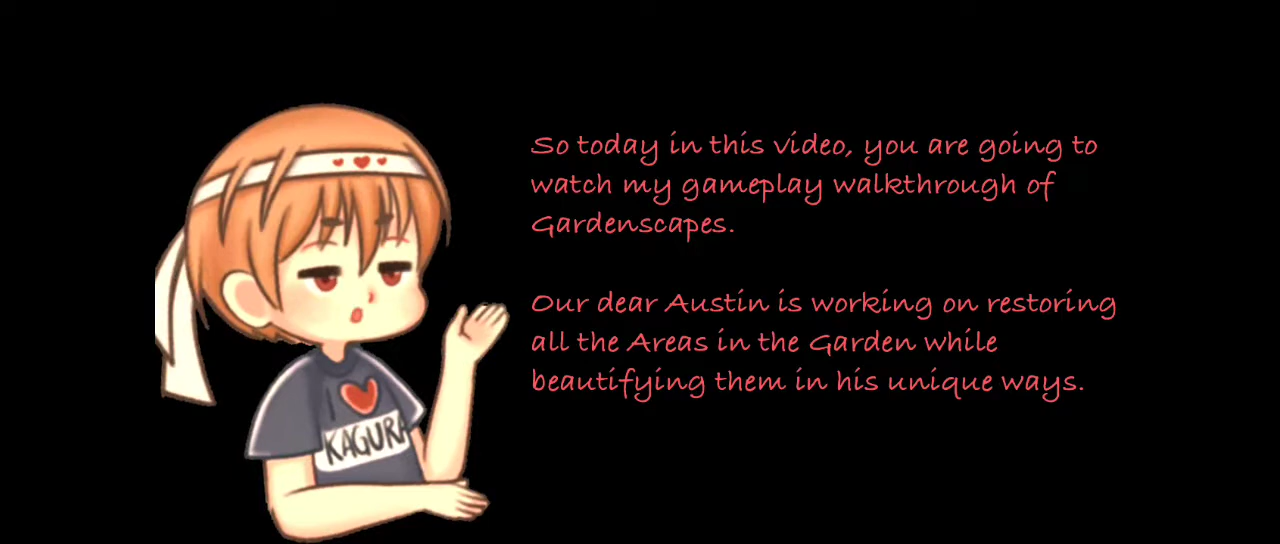 So today in this video, you are going to
watch my gameplay walkthrough of
Gardenscapes.
Our dear Austin is working on restoring
all the Areas in the Garden while
beautifying them in his unique ways.
KAGURA